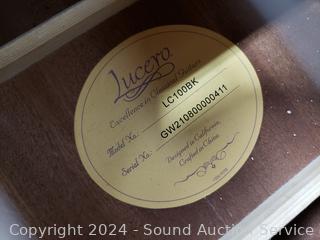 Lucero
Excellence in Classical Guitars
Model No. LC100BK
Serial No. GW210800000411
Designed in California,
Crafted in China.
Copyright 2024 - Sound Auction Service